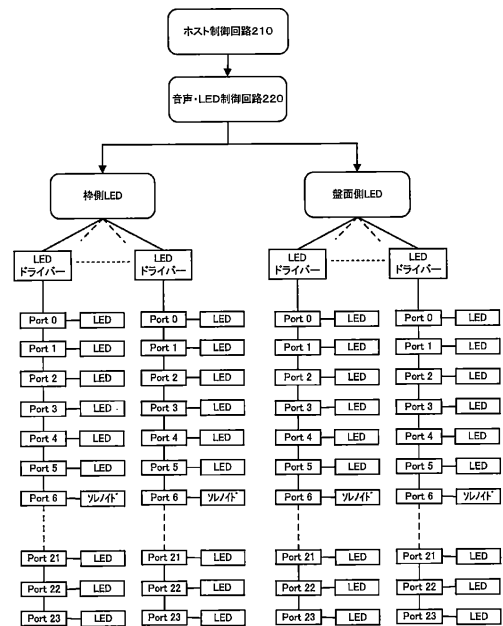 ホスト制御回路210
音声・LED制御回路220
枠側LED
盤面側LED
LED
ドライバー
LED
ドライバー
LED
ドライバー
LED
ドライバー
Port 0 LED Port 0 LED Port 0 LED Port 0 LED
Port 1 LED Port 1 LED Port 1 LED Port 1 LED
Port 2 LED Port 2 LED Port 2 LED Port 2 LED
Port 3 LED Port 3 LED Port 3 LED Port 3 LED
Port 4 LED Port 4 LED Port 4 LED Port 4 LED
Port 5 LED Port 5 LED Port 5 LED Port 5 LED
Port 6 ソレノイド Port 6 ソレノイド Port 6 ソレノイド Port 6 ソレノイド
Port 21 LED Port 21 LED Port 21 LED Port 21 LED
Port 22 LED Port 22 LED Port 22 LED Port 22 LED
Port 23 LED Port 23 LED Port 23 LED Port 23 LED